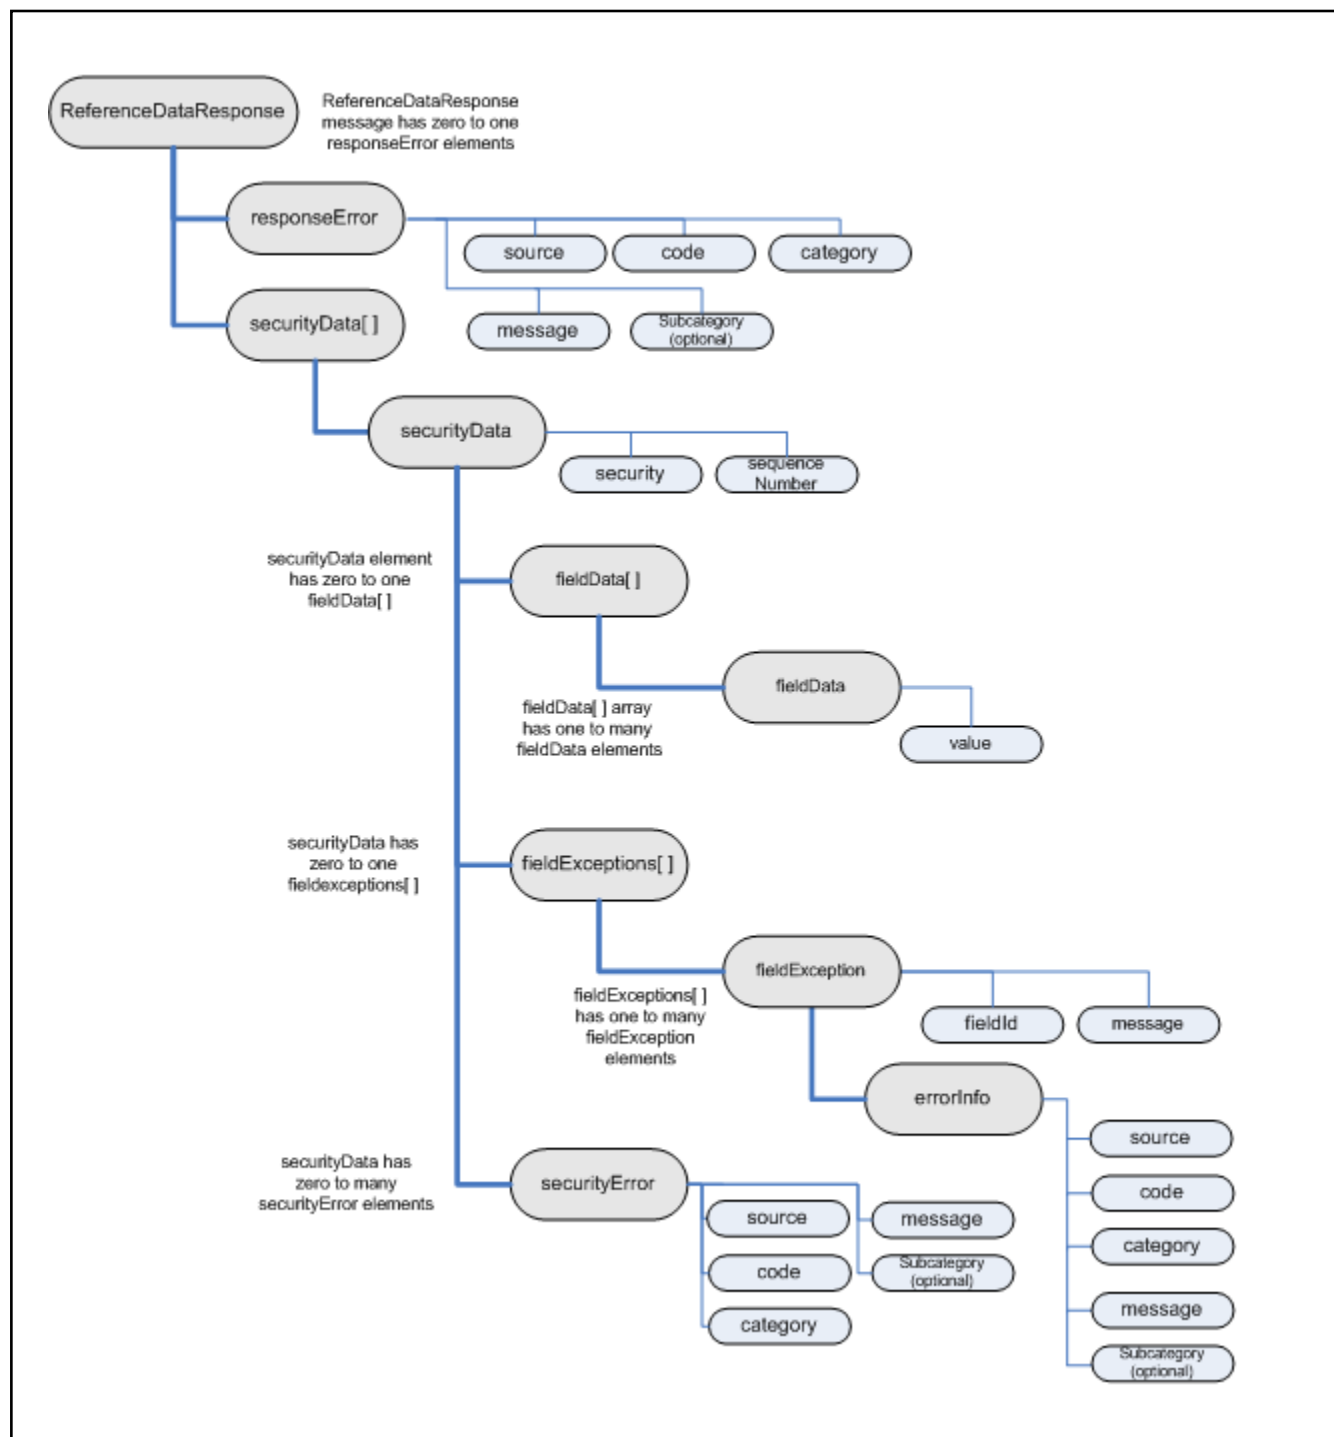 ReferenceDataResponse
ReferenceDataResponse
message has zero to one
responseError elements
responseError
source
code
category
securityData[ ]
message
Subcategory
(optional)
securityData
security
sequence
Number
securityData element
has zero to one
fieldData[ ]
fieldData[ ]
fieldData
fieldData[ ] array
has one to many
fieldData elements
value
securityData has
zero to one
fieldexceptions[ ]
fieldExceptions[ ]
fieldException
fieldExceptions[ ]
has one to many
fieldException
elements
fieldId
message
errorInfo
source
code
category
message
Subcategory
(optional)
securityData has
zero to many
securityError elements
securityError
source
message
code
Subcategory
(optional)
category